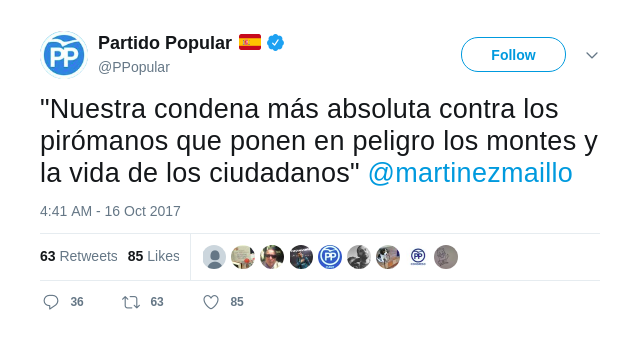 Partido Popular
@PPopular
Follow
"Nuestra condena más absoluta contra los
pirómanos que ponen en peligro los montes y
la vida de los ciudadanos" @martinezmaillo
4:41 AM - 16 Oct 2017
63 Retweets 85 Likes
36 63 85